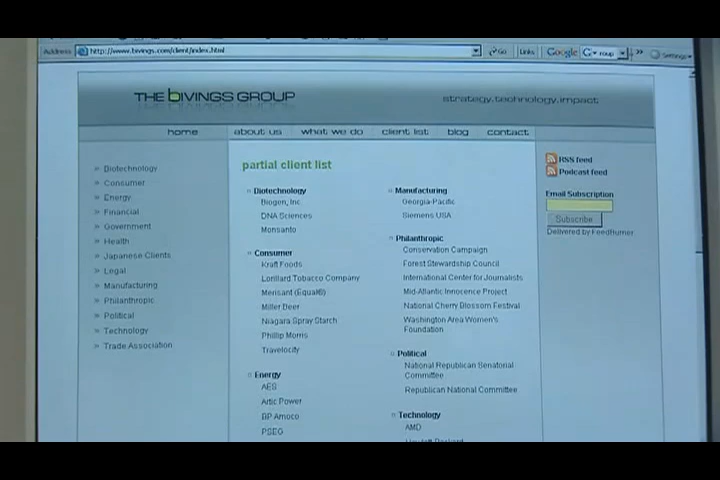 Address http://www.bivings.com/client/index.html Go Links Google G roup Settings
THE BIVINGS GROUP
strategy.technology.impact
home about us what we do client list blog contact
Biotechnology
Consumer
Energy
Financial
Government
Health
Japanese Clients
Legal
Manufacturing
Philanthropic
Political
Technology
Trade Association
partial client list
Biotechnology
Biogen, Inc
DNA Sciences
Monsanto
Consumer
Kraft Foods
Lorillard Tobacco Company
Merisant (Equal®)
Miller Beer
Niagara Spray Starch
Phillip Morris
Travelocity
Energy
AES
Artic Power
BP Amoco
PSEG
Manufacturing
Georgia-Pacific
Siemens USA
Philanthropic
Conservation Campaign
Forest Stewardship Council
International Center for Journalists
Mid-Atlantic Innocence Project
National Cherry Blossom Festival
Washington Area Women's
Foundation
Political
National Republican Senatorial
Committee
Republican National Committee
Technology
AMD
RSS feed
Podcast feed
Email Subscription
Subscribe
Delivered by FeedBurner